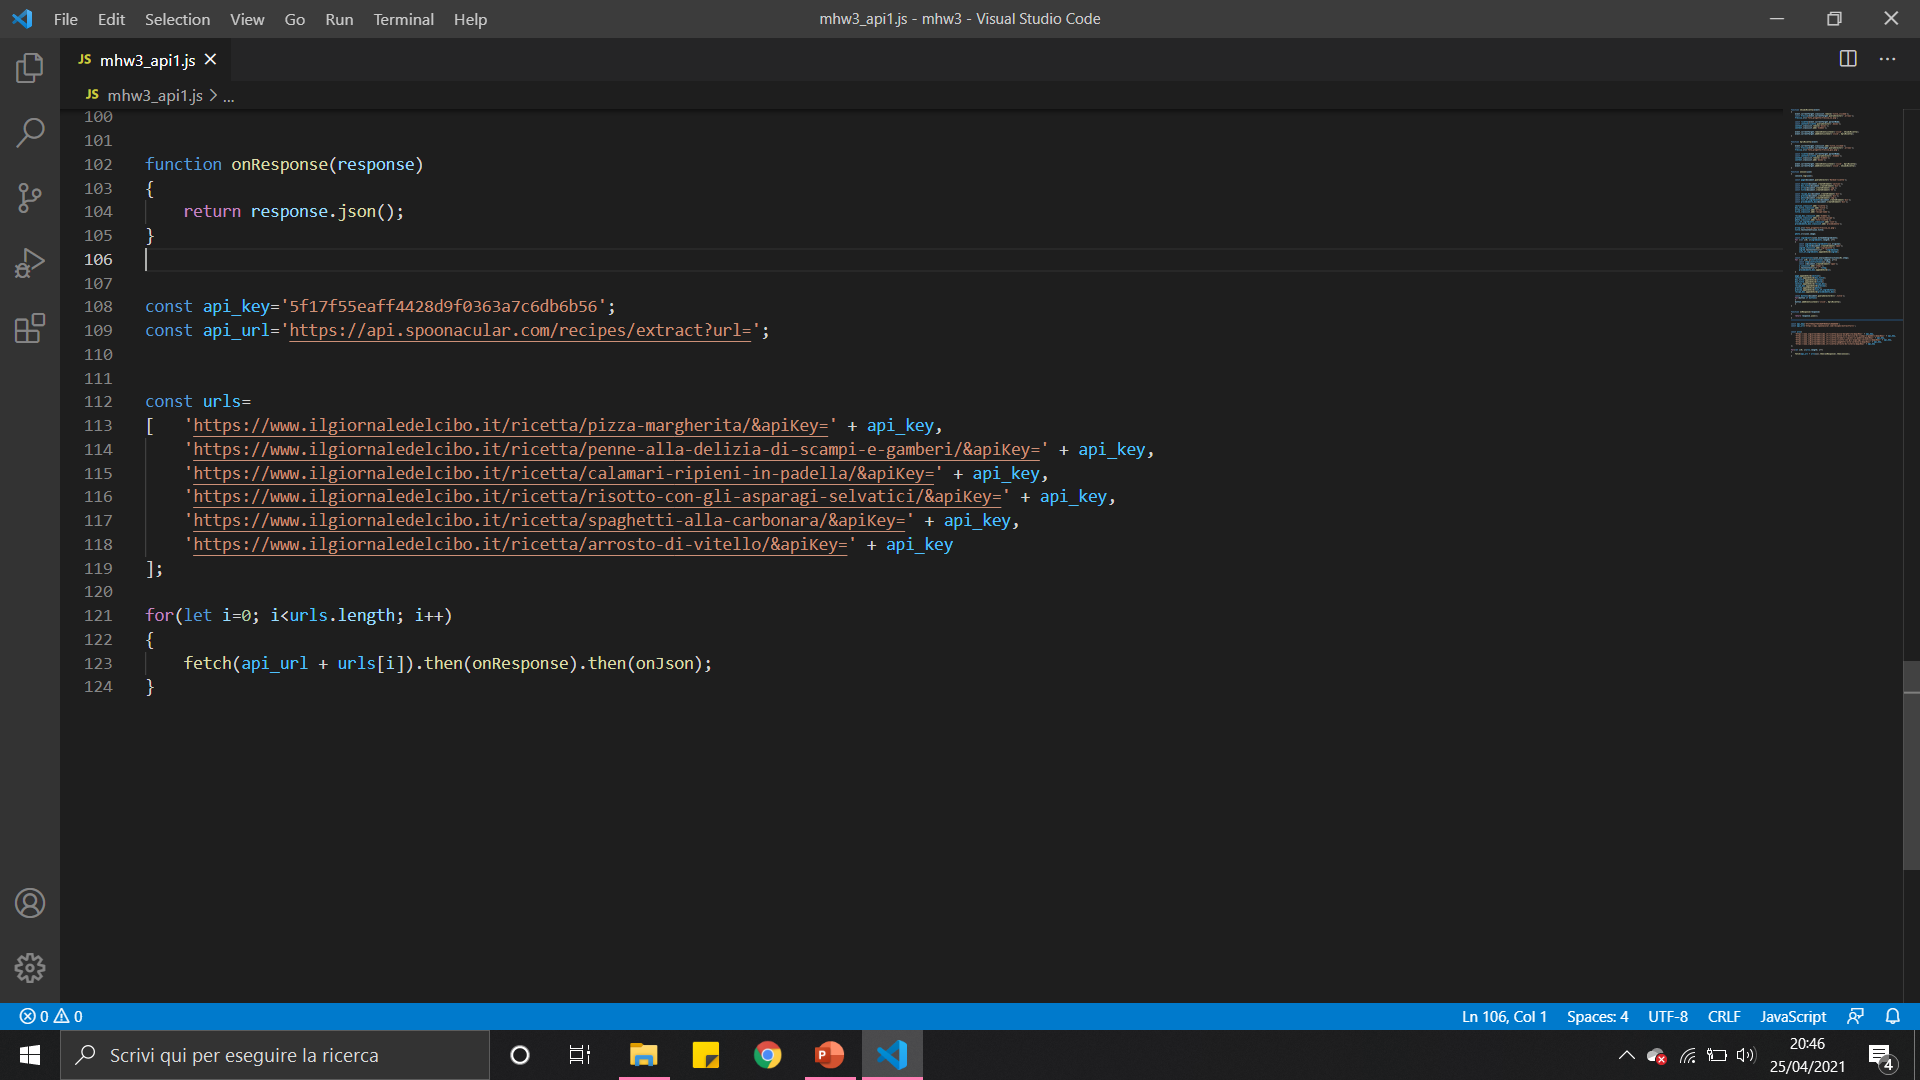 File Edit Selection View Go Run Terminal Help
mhw3_api1.js - mhw3 - Visual Studio Code
JS mhw3_api1.js
JS mhw3_api1.js > ...
100
101
102 function onResponse(response)
103 {
104 return response.json();
105 }
106
107
108 const api_key='5f17f55eaff4428d9f0363a7c6db6b56';
109 const api_url='https://api.spoonacular.com/recipes/extract?url=';
110
111
112 const urls=
113 [ 'https://www.ilgiornaledelcibo.it/ricetta/pizza-margherita/&apiKey=' + api_key,
114 'https://www.ilgiornaledelcibo.it/ricetta/penne-alla-delizia-di-scampi-e-gamberi/&apiKey=' + api_key,
115 'https://www.ilgiornaledelcibo.it/ricetta/calamari-ripieni-in-padella/&apiKey=' + api_key,
116 'https://www.ilgiornaledelcibo.it/ricetta/risotto-con-gli-asparagi-selvatici/&apiKey=' + api_key,
117 'https://www.ilgiornaledelcibo.it/ricetta/spaghetti-alla-carbonara/&apiKey=' + api_key,
118 'https://www.ilgiornaledelcibo.it/ricetta/arrosto-di-vitello/&apiKey=' + api_key
119 ];
120
121 for(let i=0; i<urls.length; i++)
122 {
123 fetch(api_url + urls[i]).then(onResponse).then(onJson);
124 }
0 0
Ln 106, Col 1 Spaces: 4 UTF-8 CRLF JavaScript
Scrivi qui per eseguire la ricerca
20:46
25/04/2021
4